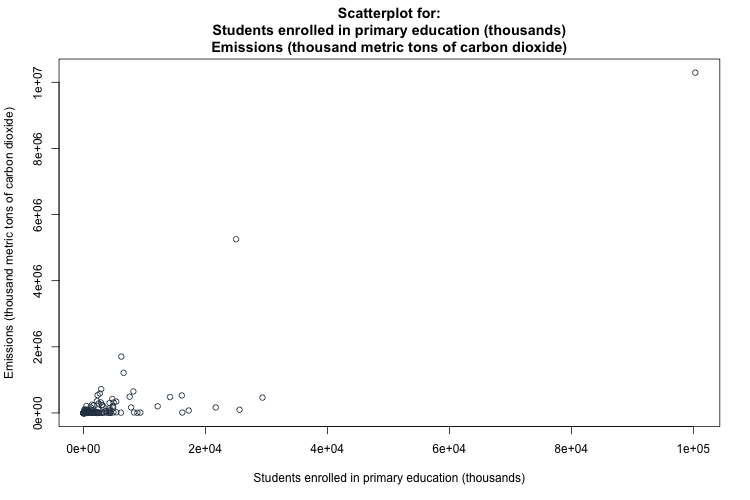 Scatterplot for:
Students enrolled in primary education (thousands)
Emissions (thousand metric tons of carbon dioxide)
Emissions (thousand metric tons of carbon dioxide)
1e+07
8e+06
6e+06
4e+06
2e+06
0e+00
0e+00 2e+04 4e+04 6e+04 8e+04 1e+05
Students enrolled in primary education (thousands)